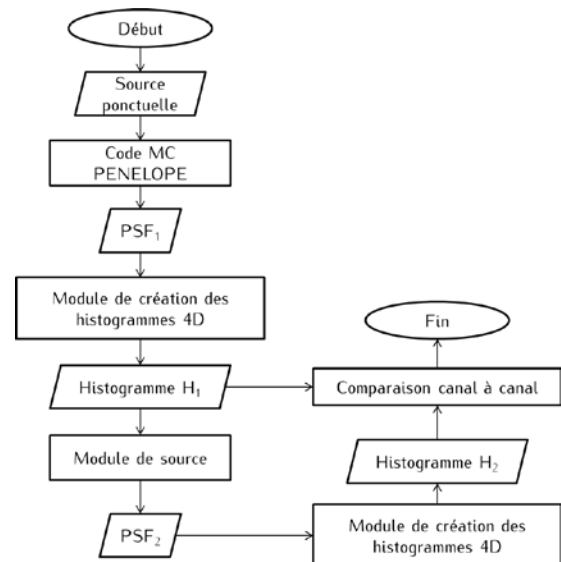 Début
Source
ponctuelle
Code MC
PENELOPE
PSF₁
Module de création des
histogrammes 4D
Histogramme H₁
Module de source
PSF₂
Module de création des
histogrammes 4D
Histogramme H₂
Comparaison canal à canal
Fin